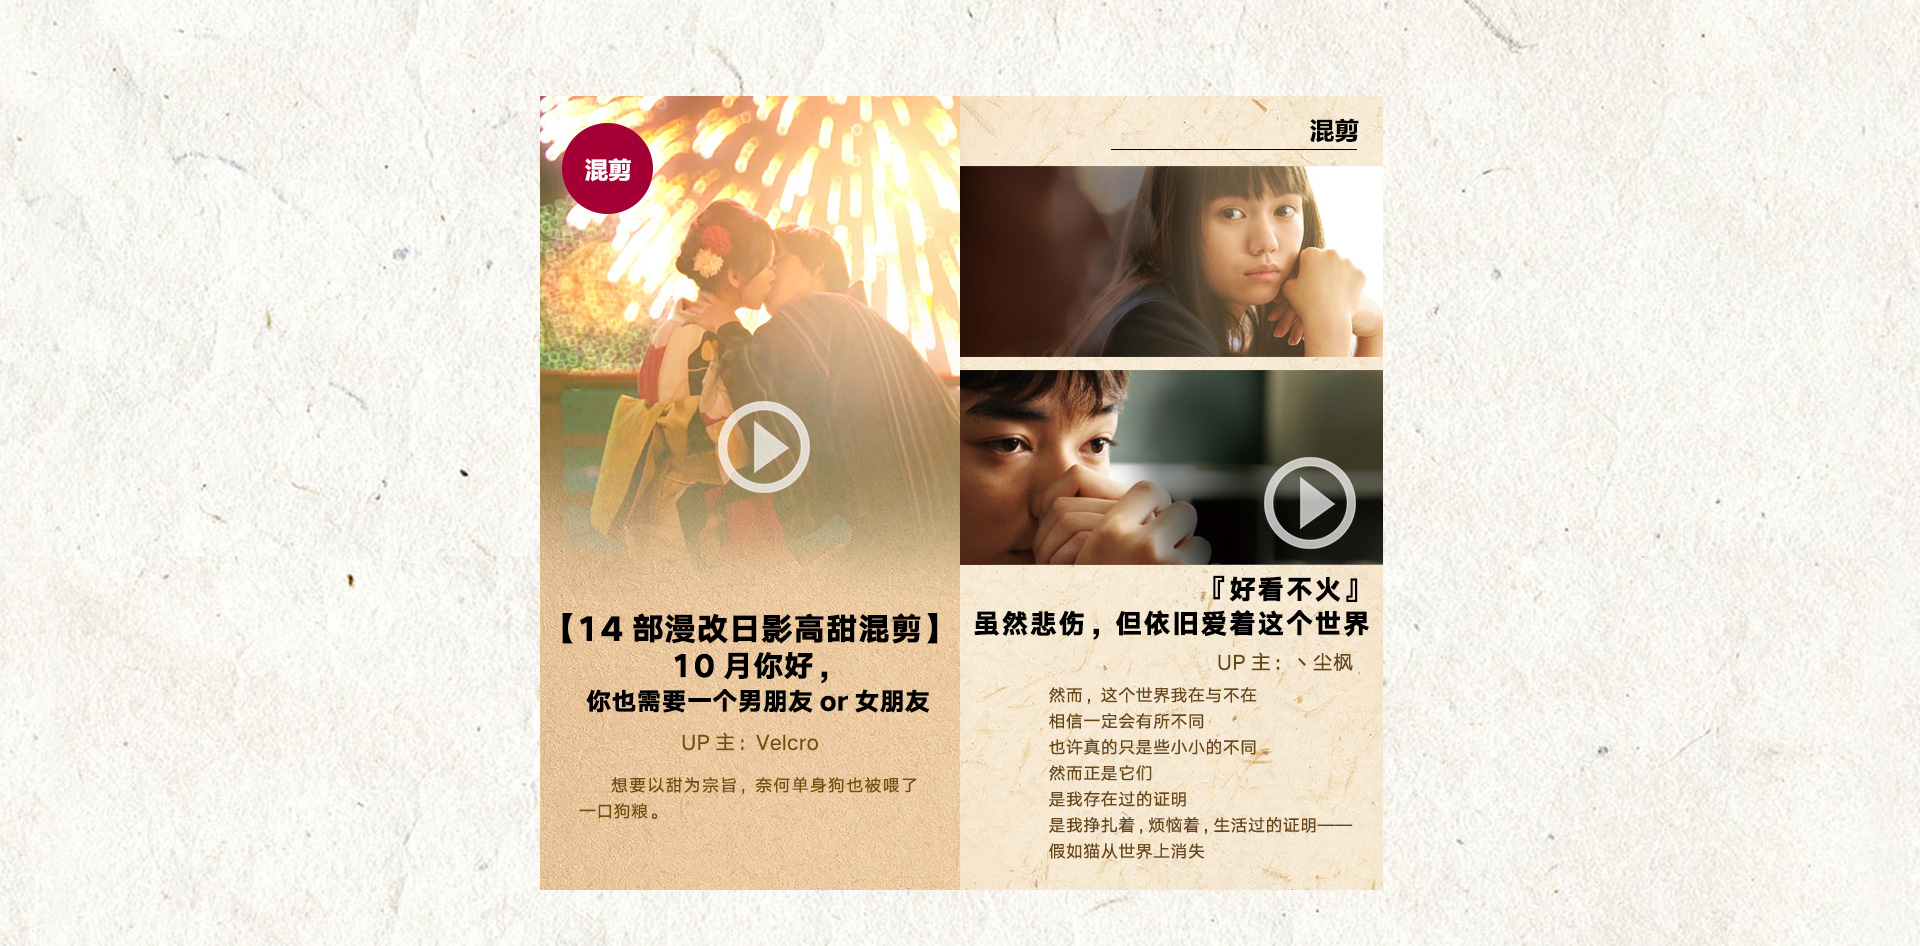 混剪
【14 部漫改日影高甜混剪】
10 月你好，
你也需要一个男朋友 or 女朋友
UP 主：Velcro
想要以甜为宗旨，奈何单身狗也被喂了
一口狗粮。
混剪
『好看不火』
虽然悲伤，但依旧爱着这个世界
UP 主：丶尘枫
然而，这个世界我在与不在
相信一定会有所不同
也许真的只是些小小的不同
然而正是它们
是我存在过的证明
是我挣扎着，烦恼着，生活过的证明——
假如猫从世界上消失